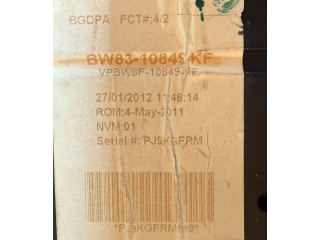 BGDPA FCT#:4/2
BW83-10849-KF
VPBW8F-10849-KF
27/01/2012 11:46:14
ROM:4-May-2011
NVM:01
Serial #: PJ9KGFRM